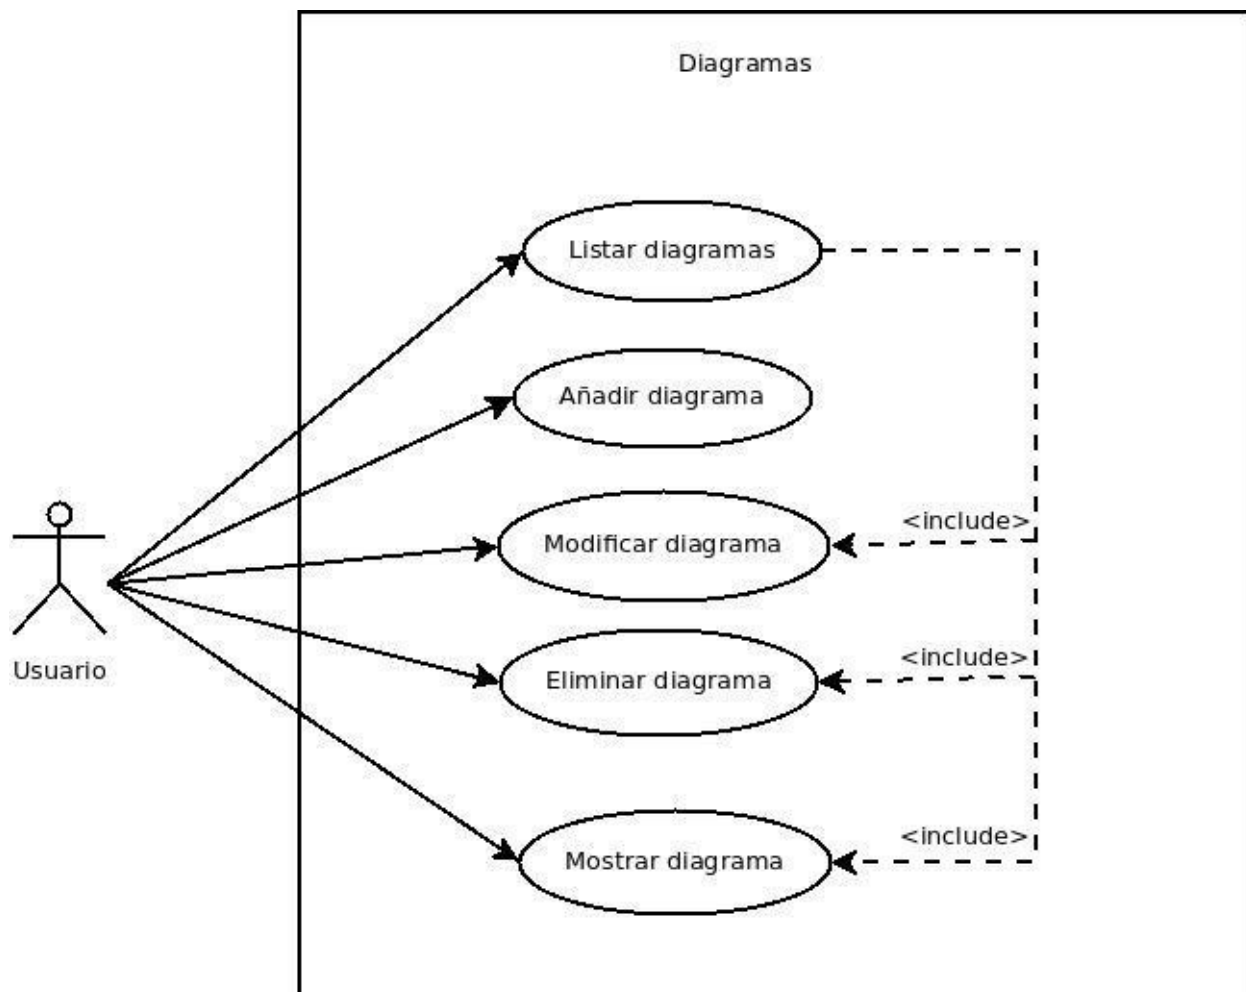 Diagramas
Listar diagramas
Añadir diagrama
<include>
Modificar diagrama
<include>
Usuario
Eliminar diagrama
<include>
Mostrar diagrama